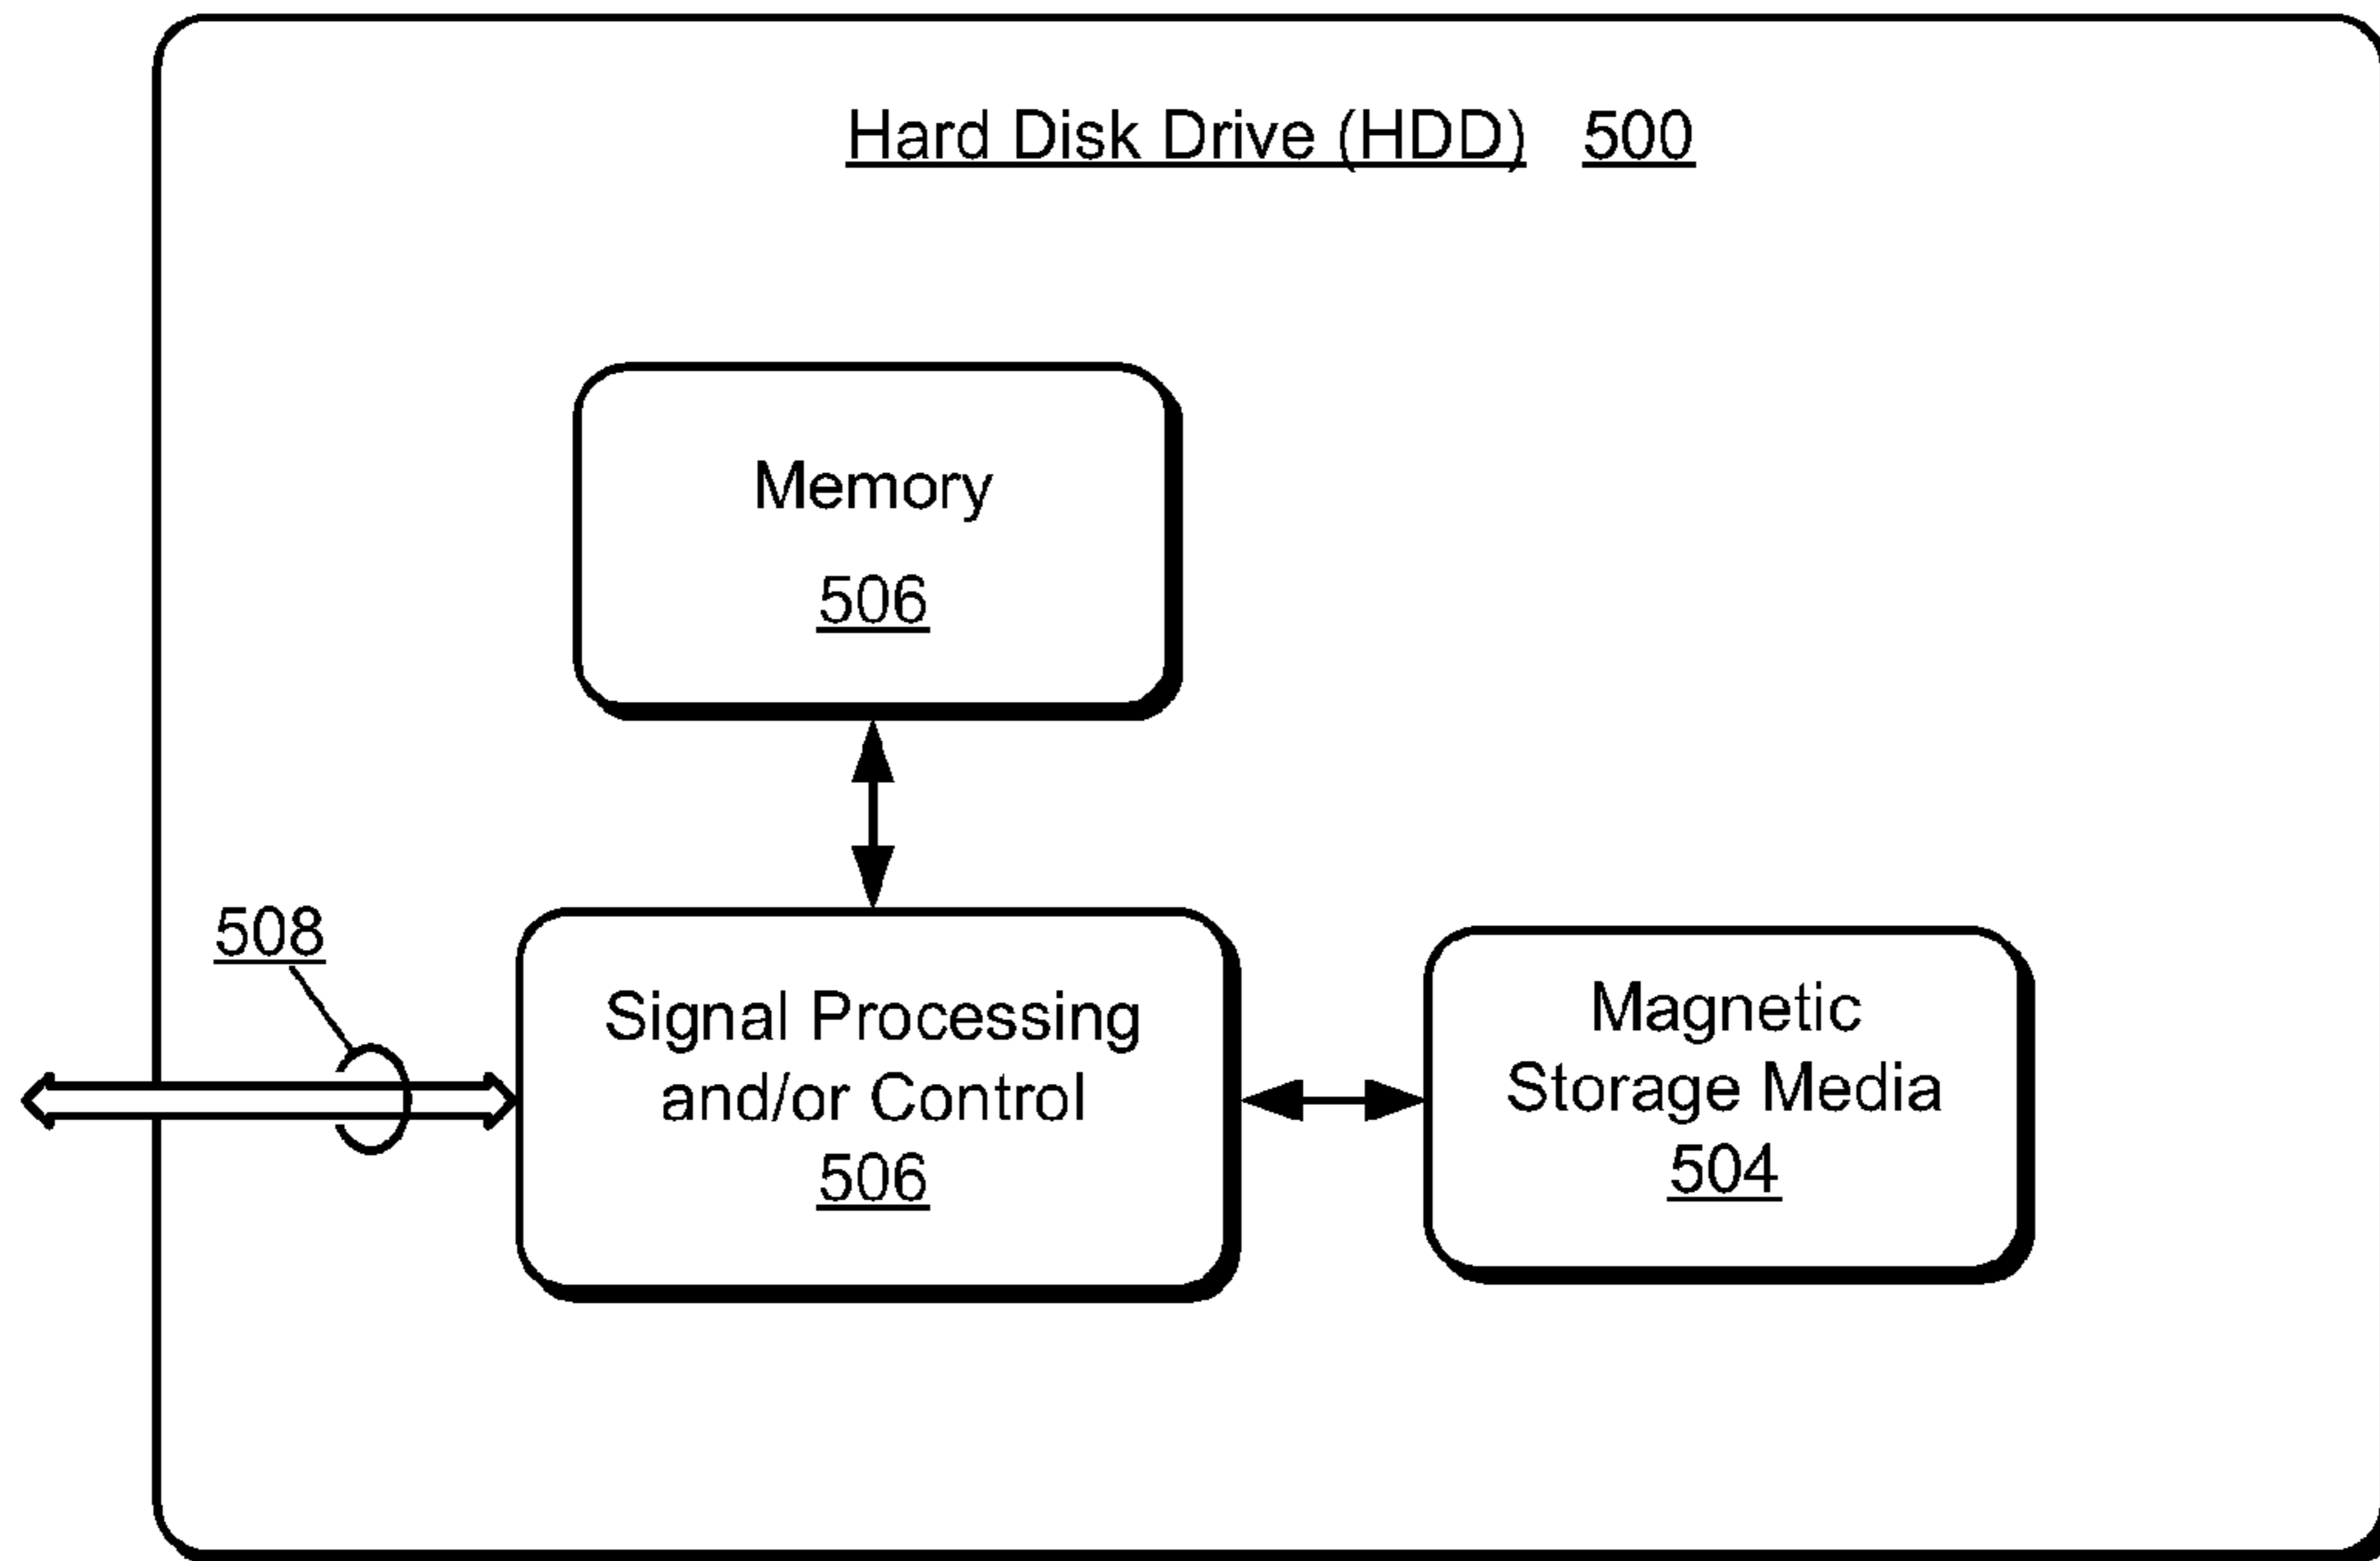 Hard Disk Drive (HDD) 500
Memory
506
508
Signal Processing
and/or Control
506
Magnetic
Storage Media
504